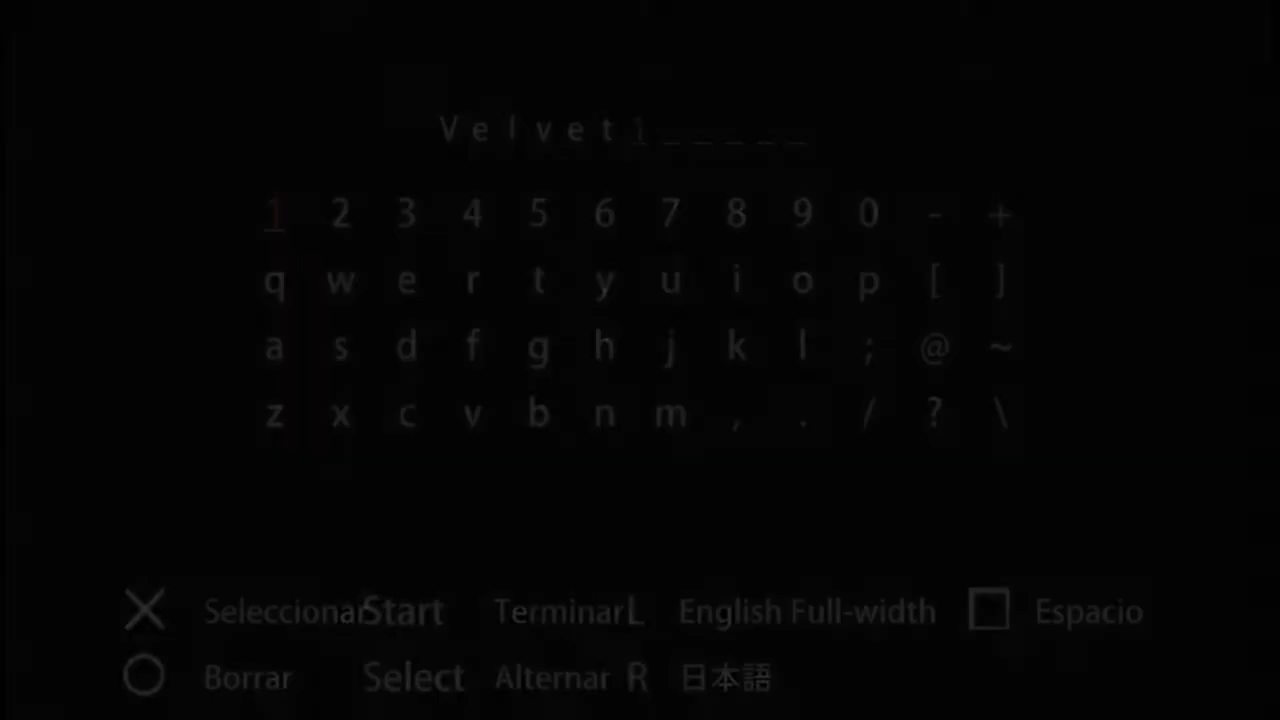 Velvet1_____
1 2 3 4 5 6 7 8 9 0 - +
q w e r t y u i o p [ ]
a s d f g h j k l ; @ ~
z x c v b n m , . / ? \
Seleccionar Start Terminar L English Full-width Espacio
Borrar Select Alternar R 日本語